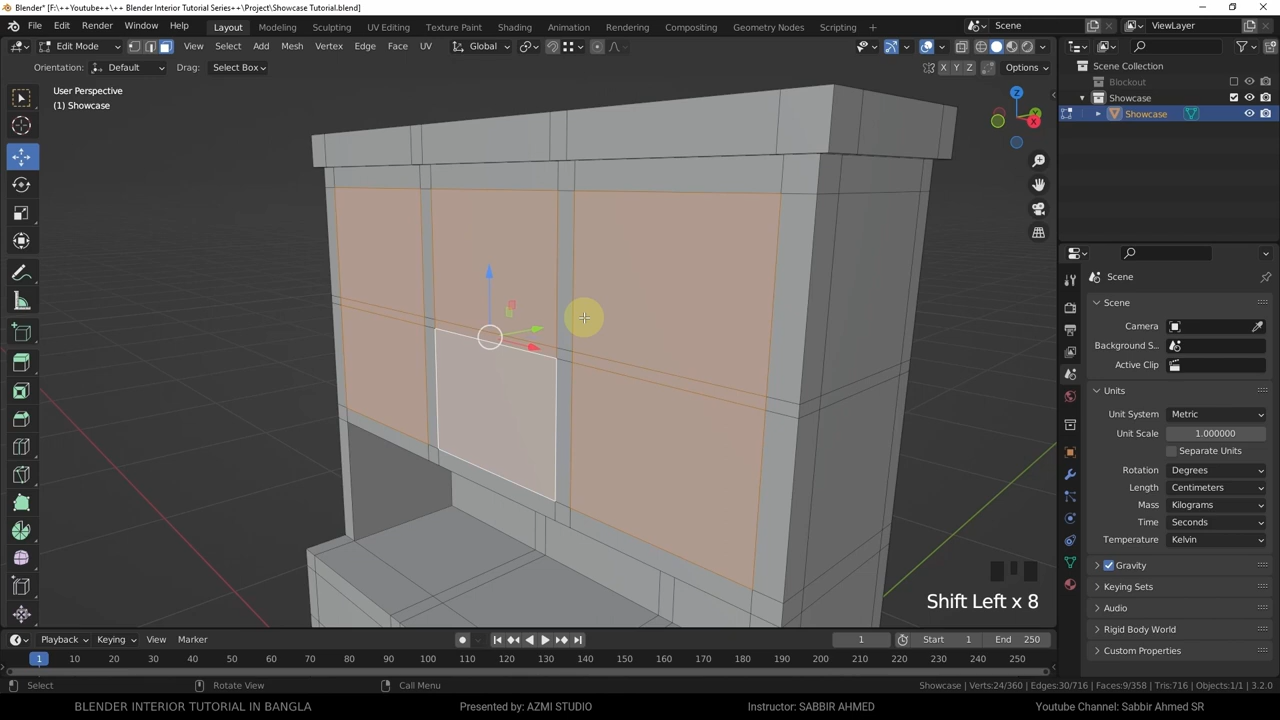 Blender* [F:\++Youtube++\++ Blender Interior Tutorial Series++\Project\Showcase Tutorial.blend]
File Edit Render Window Help Layout Modeling Sculpting UV Editing Texture Paint Shading Animation Rendering Compositing Geometry Nodes Scripting Scene ViewLayer
Edit Mode View Select Add Mesh Vertex Edge Face UV Global
Orientation: Default Drag: Select Box X Y Z Options
User Perspective
(1) Showcase
Z
X
Scene Collection
Blockout
Showcase
Showcase
Scene
Scene
Camera
Background S...
Active Clip
Units
Unit System Metric
Unit Scale 1.000000
Separate Units
Rotation Degrees
Length Centimeters
Mass Kilograms
Time Seconds
Temperature Kelvin
Gravity
Keying Sets
Audio
Rigid Body World
Custom Properties
Shift Left x 8
Playback Keying View Marker 1 Start 1 End 250
1 10 20 30 40 50 60 70 80 90 100 110 120 130 140 150 160 170 180 190 200 210 220 230 240 250
Select Rotate View Call Menu Showcase | Verts:24/360 | Edges:30/716 | Faces:9/358 | Tris:716 | Objects:1/1 | 3.2.0
BLENDER INTERIOR TUTORIAL IN BANGLA Presented by: AZMI STUDIO Instructor: SABBIR AHMED Youtube Channel: Sabbir Ahmed SR